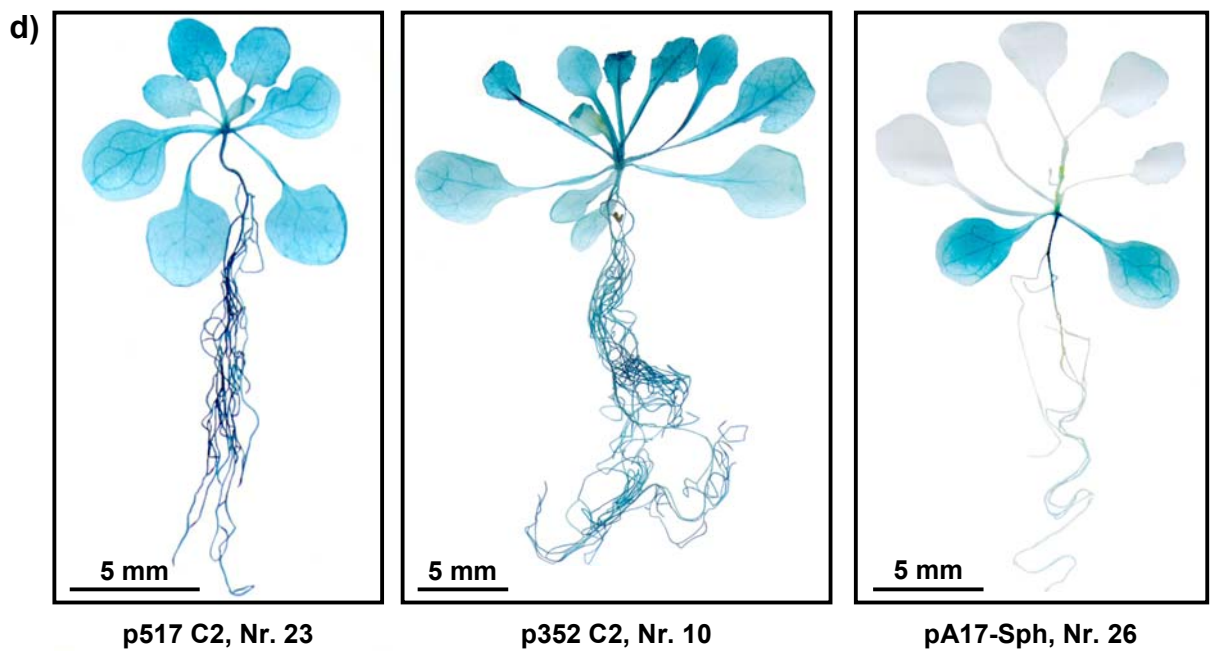 d)
5 mm
5 mm
5 mm
p517 C2, Nr. 23
p352 C2, Nr. 10
pA17-Sph, Nr. 26